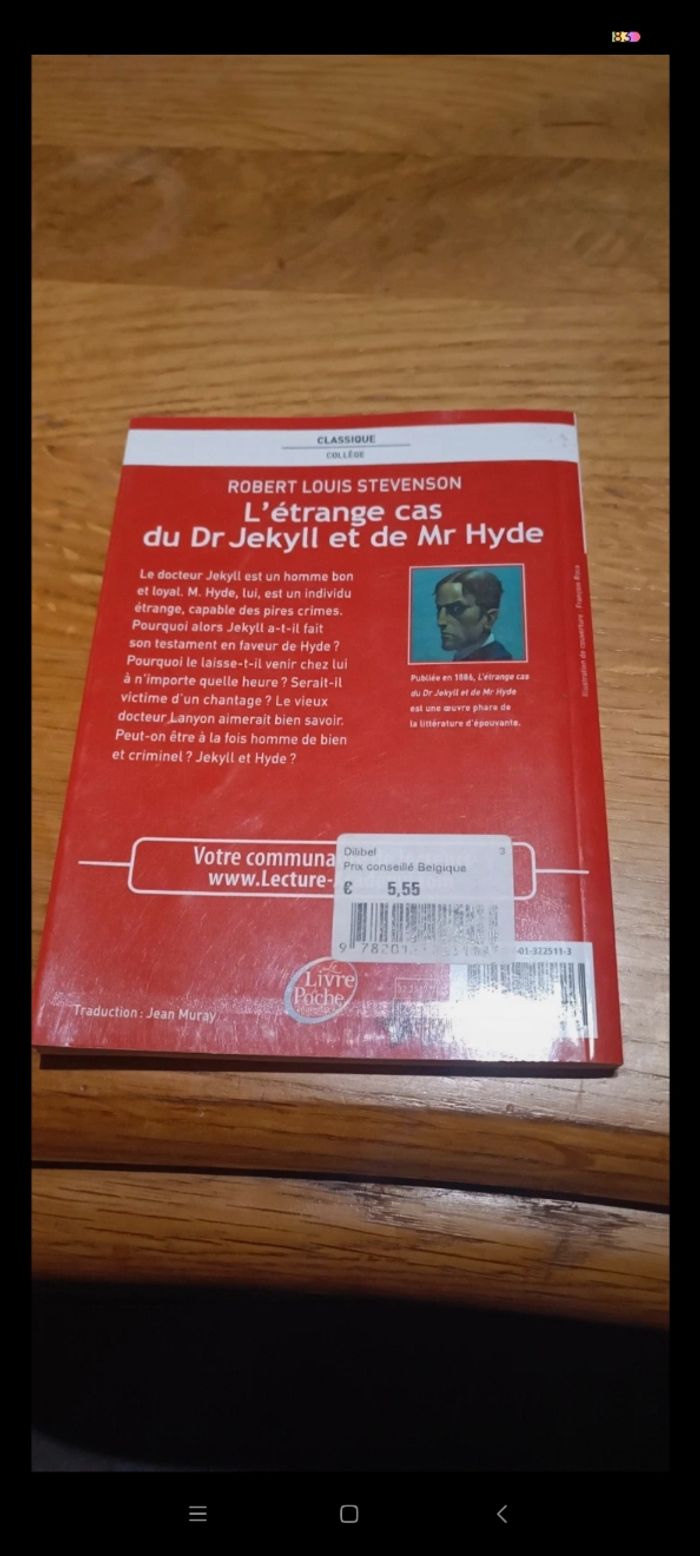 83
CLASSIQUE
COLLÈGE
ROBERT LOUIS STEVENSON
L'étrange cas
du Dr Jekyll et de Mr Hyde
Le docteur Jekyll est un homme bon
et loyal. M. Hyde, lui, est un individu
étrange, capable des pires crimes.
Pourquoi alors Jekyll a-t-il fait
son testament en faveur de Hyde ?
Pourquoi le laisse-t-il venir chez lui
à n'importe quelle heure ? Serait-il
victime d'un chantage ? Le vieux
docteur Lanyon aimerait bien savoir.
Peut-on être à la fois homme de bien
et criminel ? Jekyll et Hyde ?
Publiée en 1886, L'étrange cas
du Dr Jekyll et de Mr Hyde
est une œuvre phare de
la littérature d'épouvante.
Illustration de couverture : François Roca
Votre communa
www.Lecture-
Dilibel 3
Prix conseillé Belgique
€ 5,55
-01-322511-3
Le
Livre
Poche
Traduction : Jean Muray